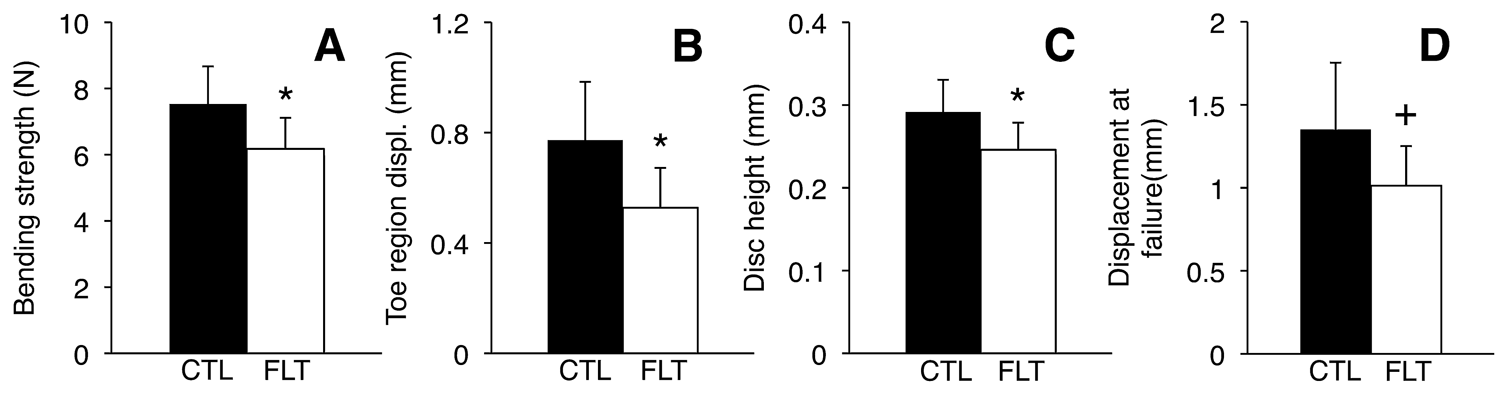 A
Bending strength (N)
10
8
6
4
2
0
*
CTL FLT
B
Toe region displ. (mm)
1.2
0.8
0.4
0
*
CTL FLT
C
Disc height (mm)
0.4
0.3
0.2
0.1
0
*
CTL FLT
D
Displacement at
failure(mm)
2
1.5
1
0.5
0
+
CTL FLT